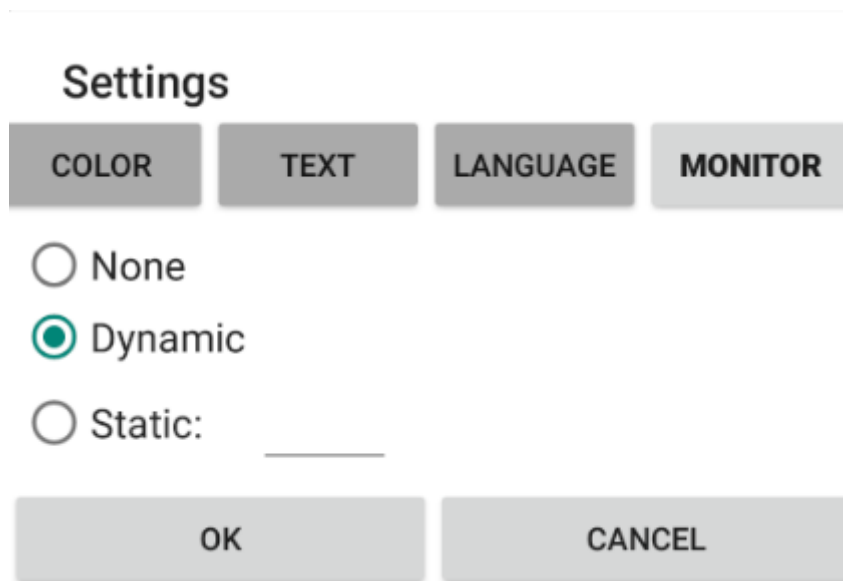 Settings
COLOR TEXT LANGUAGE MONITOR
None
Dynamic
Static:
OK CANCEL